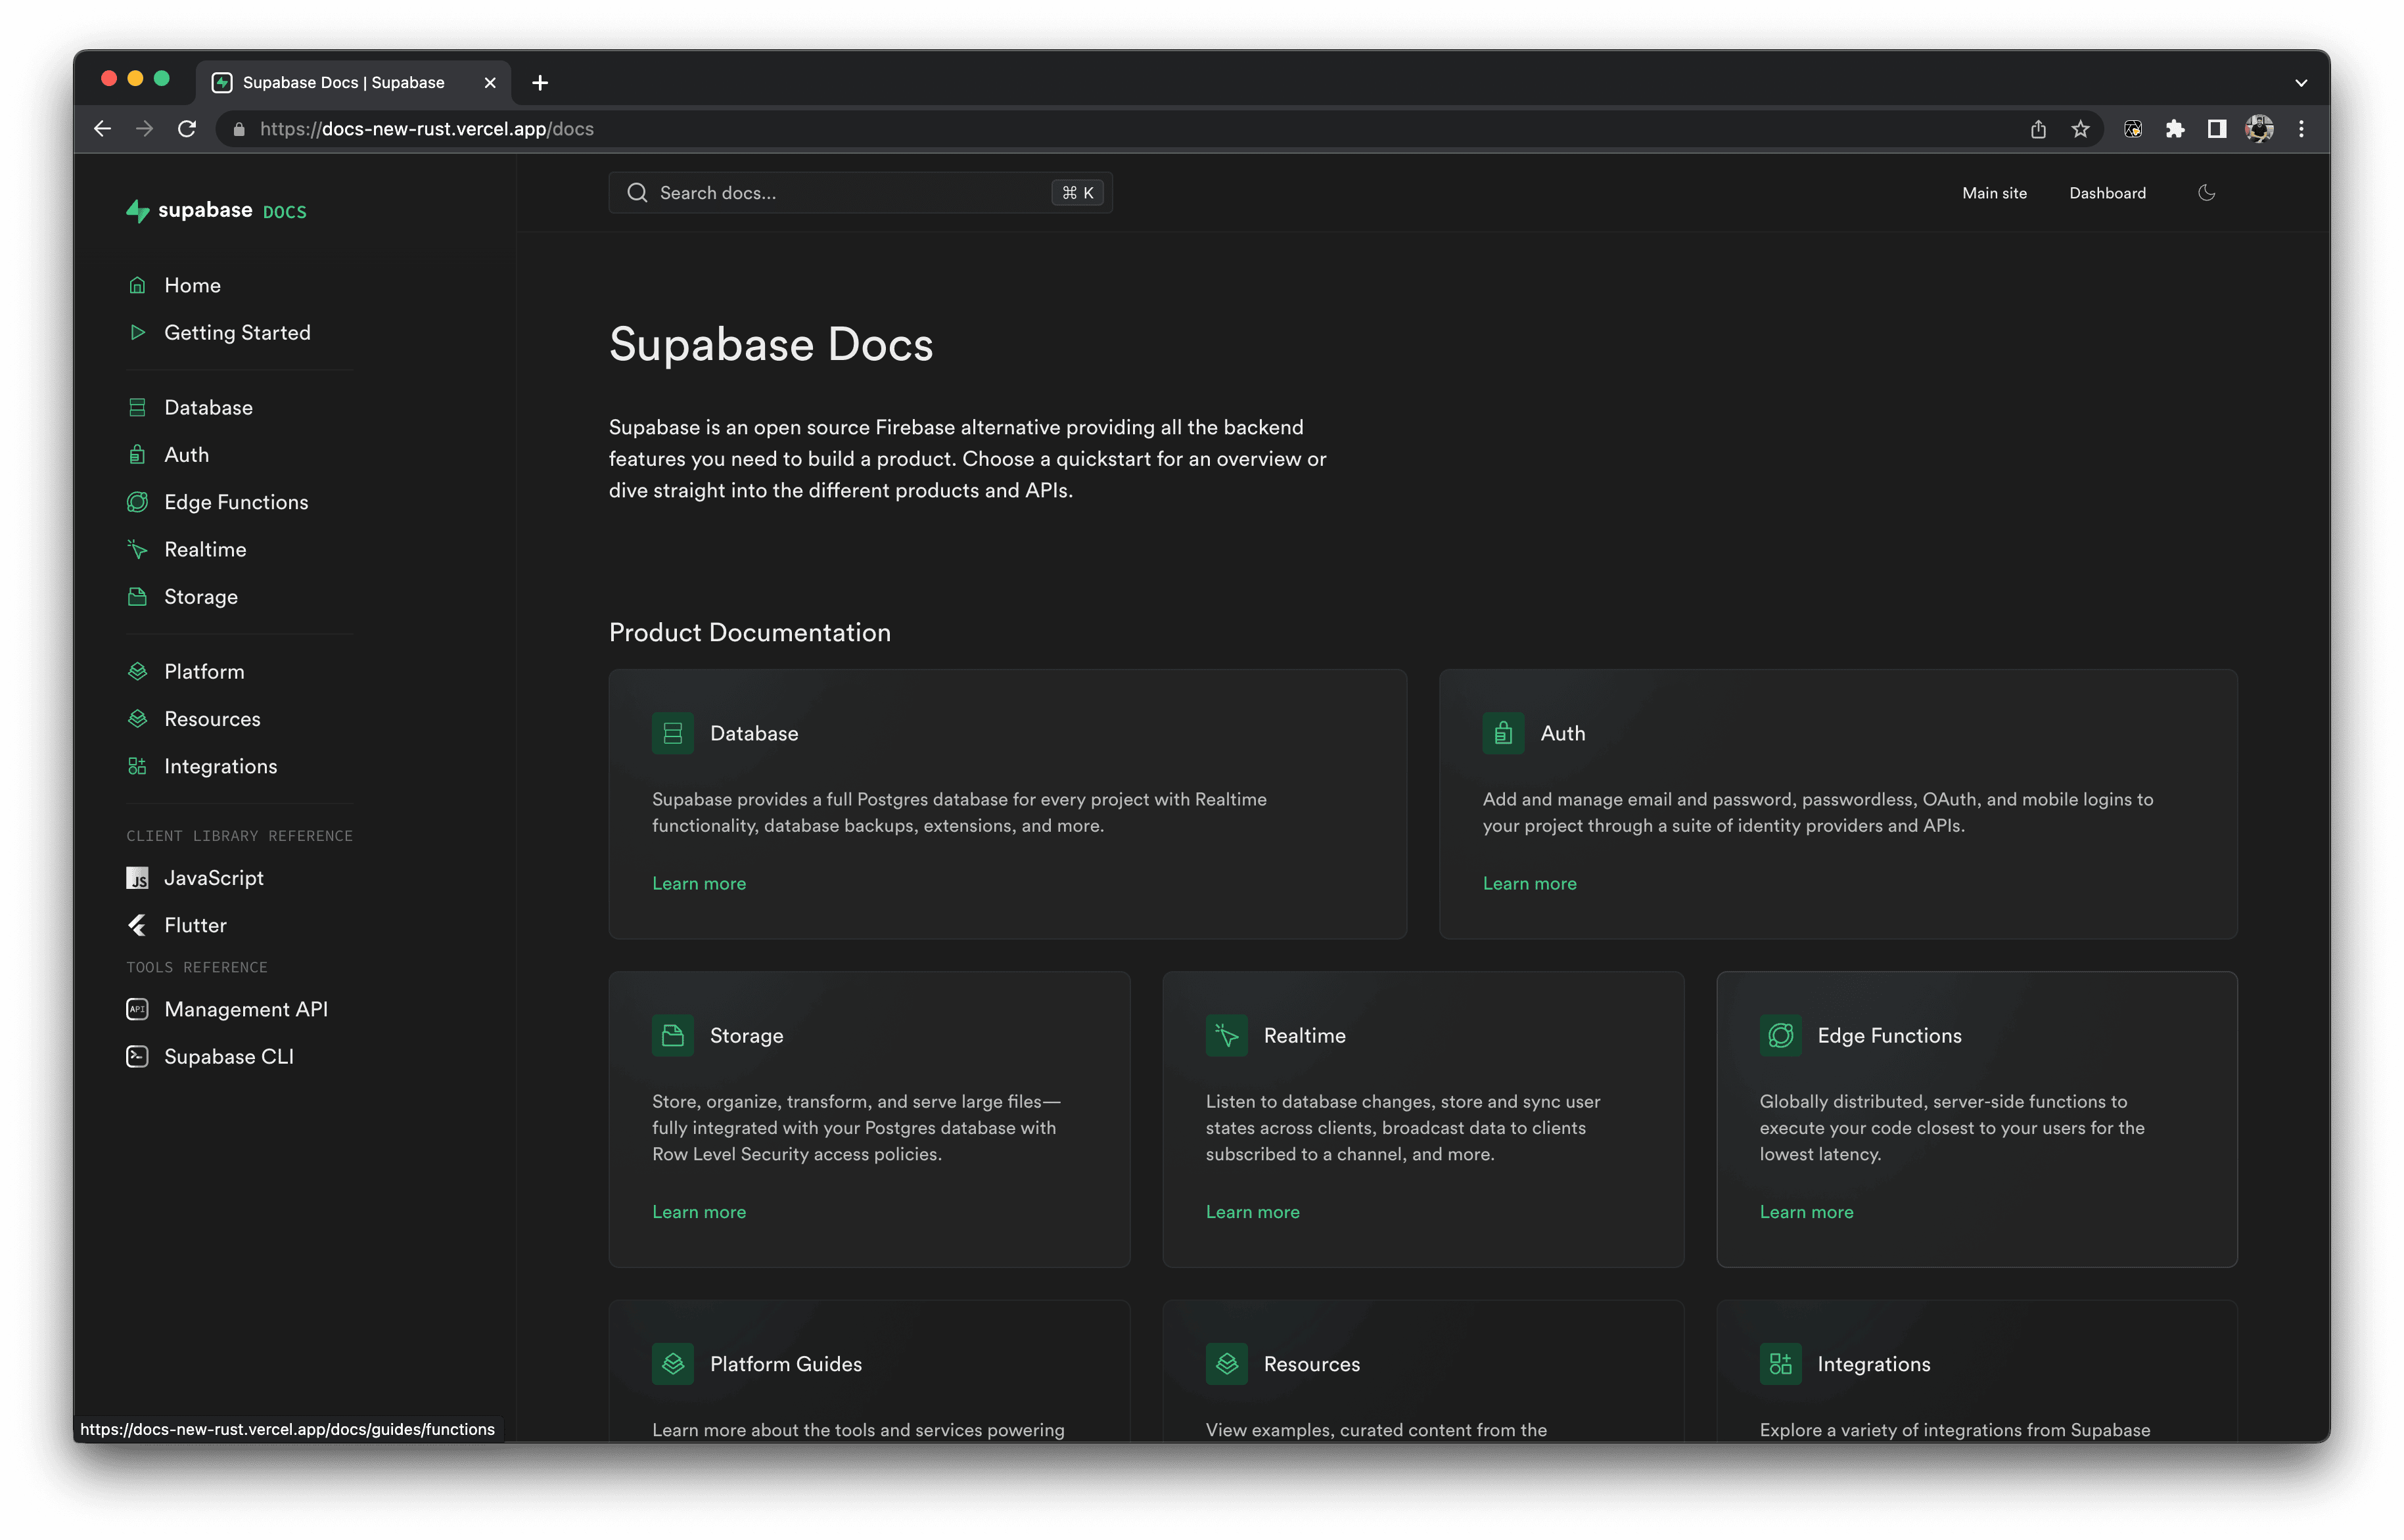 Supabase Docs | Supabase
https://docs-new-rust.vercel.app/docs
supabase DOCS
Search docs...
⌘ K
Main site
Dashboard
Home
Getting Started
Database
Auth
Edge Functions
Realtime
Storage
Platform
Resources
Integrations
CLIENT LIBRARY REFERENCE
JS JavaScript
Flutter
TOOLS REFERENCE
API Management API
Supabase CLI
Supabase Docs
Supabase is an open source Firebase alternative providing all the backend
features you need to build a product. Choose a quickstart for an overview or
dive straight into the different products and APIs.
Product Documentation
Database
Supabase provides a full Postgres database for every project with Realtime
functionality, database backups, extensions, and more.
Learn more
Auth
Add and manage email and password, passwordless, OAuth, and mobile logins to
your project through a suite of identity providers and APIs.
Learn more
Storage
Store, organize, transform, and serve large files—
fully integrated with your Postgres database with
Row Level Security access policies.
Learn more
Realtime
Listen to database changes, store and sync user
states across clients, broadcast data to clients
subscribed to a channel, and more.
Learn more
Edge Functions
Globally distributed, server-side functions to
execute your code closest to your users for the
lowest latency.
Learn more
Platform Guides
Learn more about the tools and services powering
Resources
View examples, curated content from the
Integrations
Explore a variety of integrations from Supabase
https://docs-new-rust.vercel.app/docs/guides/functions